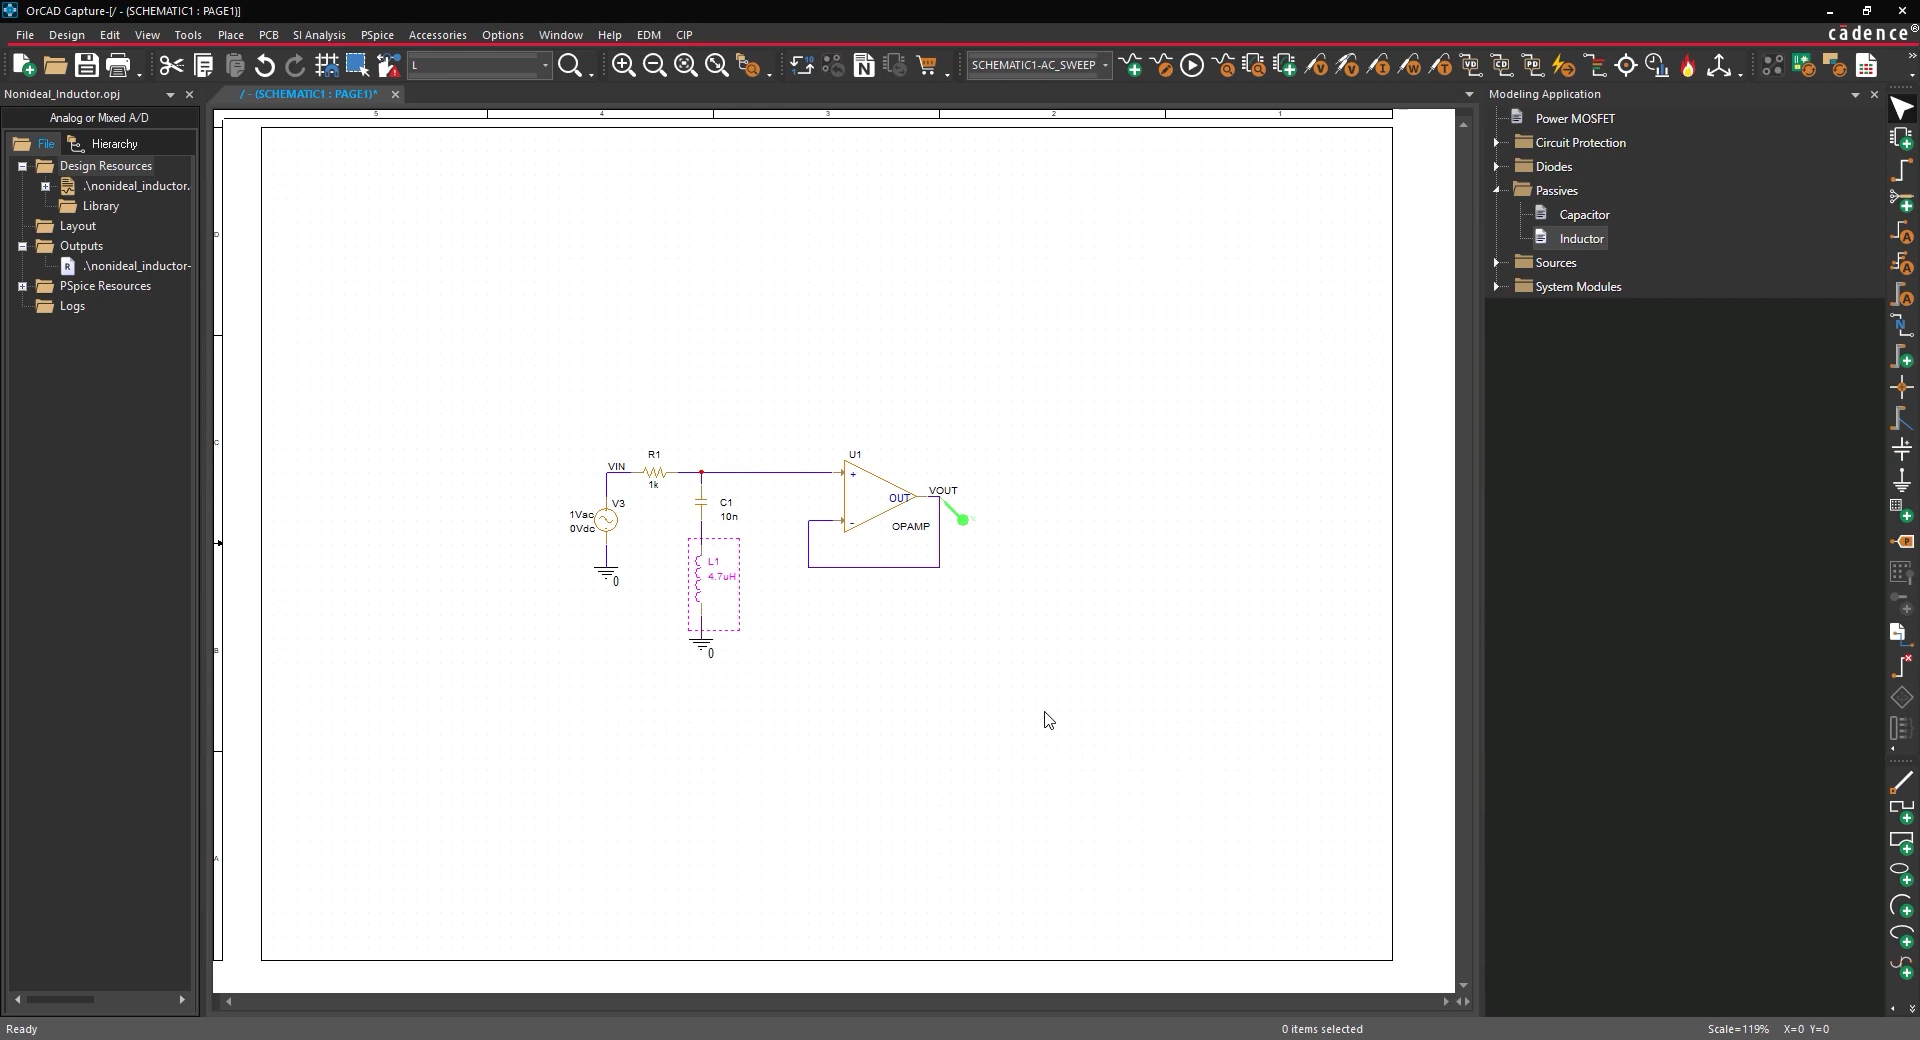 OrCAD Capture-[/ - (SCHEMATIC1 : PAGE1)]
File Design Edit View Tools Place PCB SI Analysis PSpice Accessories Options Window Help EDM CIP
cādence®
L
SCHEMATIC1-AC_SWEEP
Nonideal_Inductor.opj
/ - (SCHEMATIC1 : PAGE1)*
Modeling Application
Analog or Mixed A/D
File
Hierarchy
Design Resources
.\nonideal_inductor.
Library
Layout
Outputs
.\nonideal_inductor-
PSpice Resources
Logs
5 4 3 2 1
D
C
B
A
VIN
R1
1k
V3
1Vac
0Vdc
0
C1
10n
L1
4.7uH
0
U1
+
-
OUT
OPAMP
VOUT
Power MOSFET
Circuit Protection
Diodes
Passives
Capacitor
Inductor
Sources
System Modules
Ready
0 items selected
Scale=119% X=0 Y=0